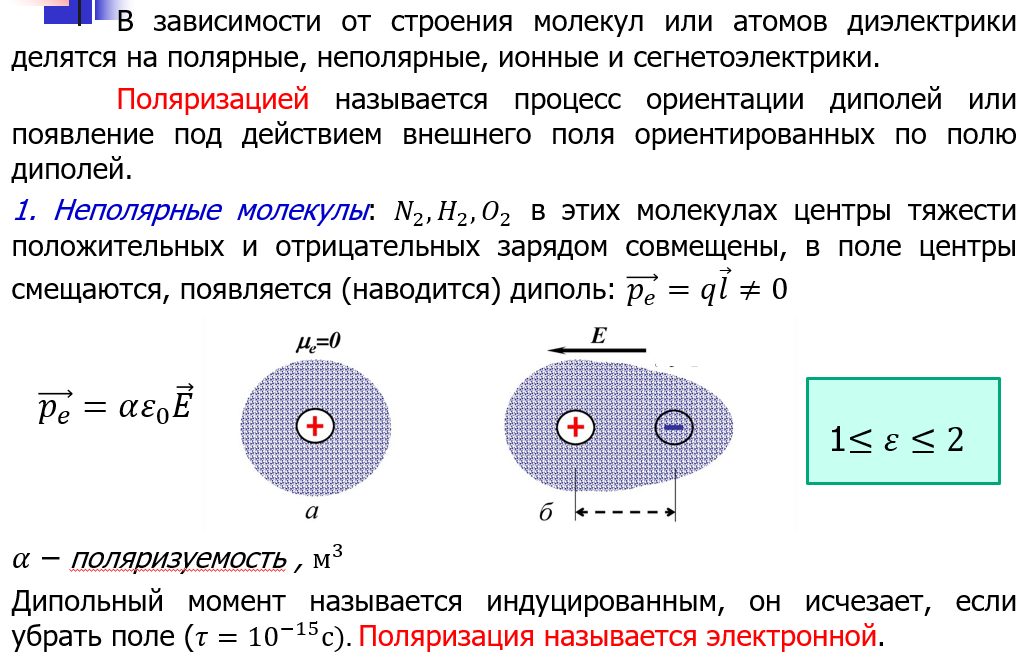 В зависимости от строения молекул или атомов диэлектрики
делятся на полярные, неполярные, ионные и сегнетоэлектрики.
Поляризацией называется процесс ориентации диполей или
появление под действием внешнего поля ориентированных по полю
диполей.
1. Неполярные молекулы: N₂, H₂, O₂ в этих молекулах центры тяжести
положительных и отрицательных зарядом совмещены, в поле центры
смещаются, появляется (наводится) диполь: p⃗ₑ = ql⃗ ≠ 0
μₑ=0
E
p⃗ₑ = αε₀E⃗
+
+ −
1≤ ε ≤ 2
а
б
α − поляризуемость , м³
Дипольный момент называется индуцированным, он исчезает, если
убрать поле (τ = 10⁻¹⁵с). Поляризация называется электронной.